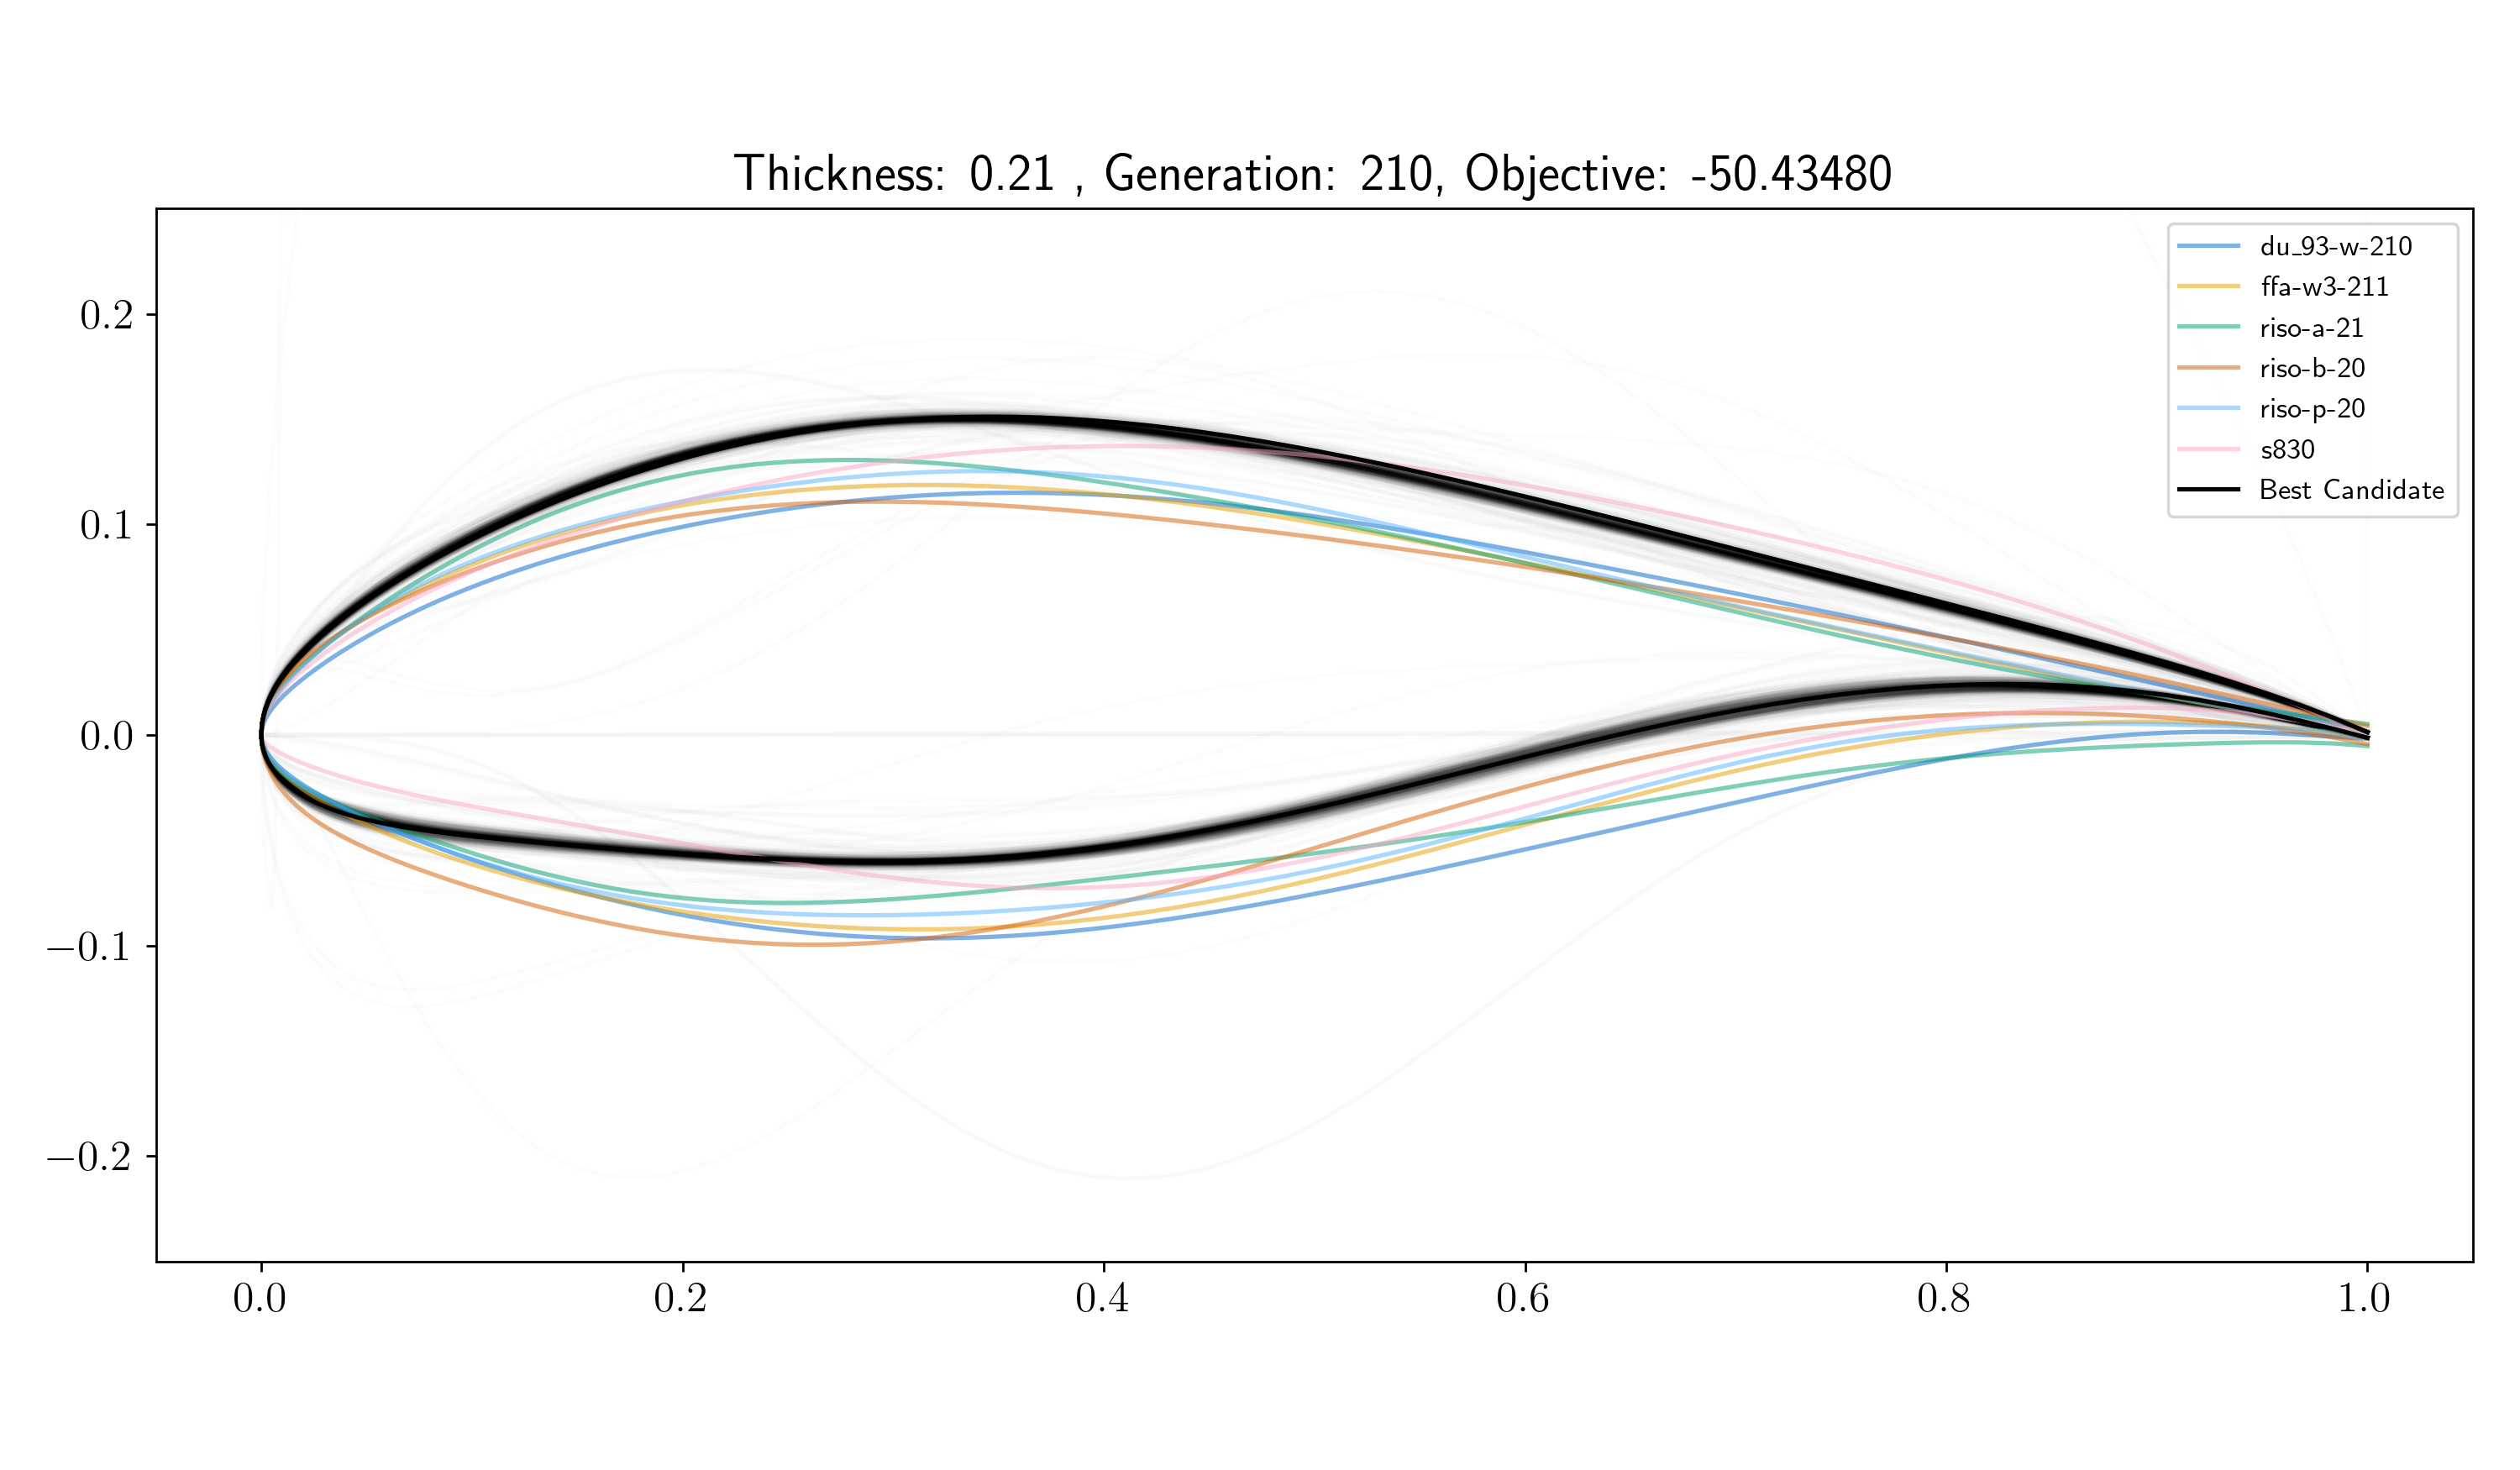 Thickness: 0.21 , Generation: 210, Objective: -50.43480
du_93-w-210
ffa-w3-211
riso-a-21
riso-b-20
riso-p-20
s830
Best Candidate
0.2
0.1
0.0
−0.1
−0.2
0.0 0.2 0.4 0.6 0.8 1.0